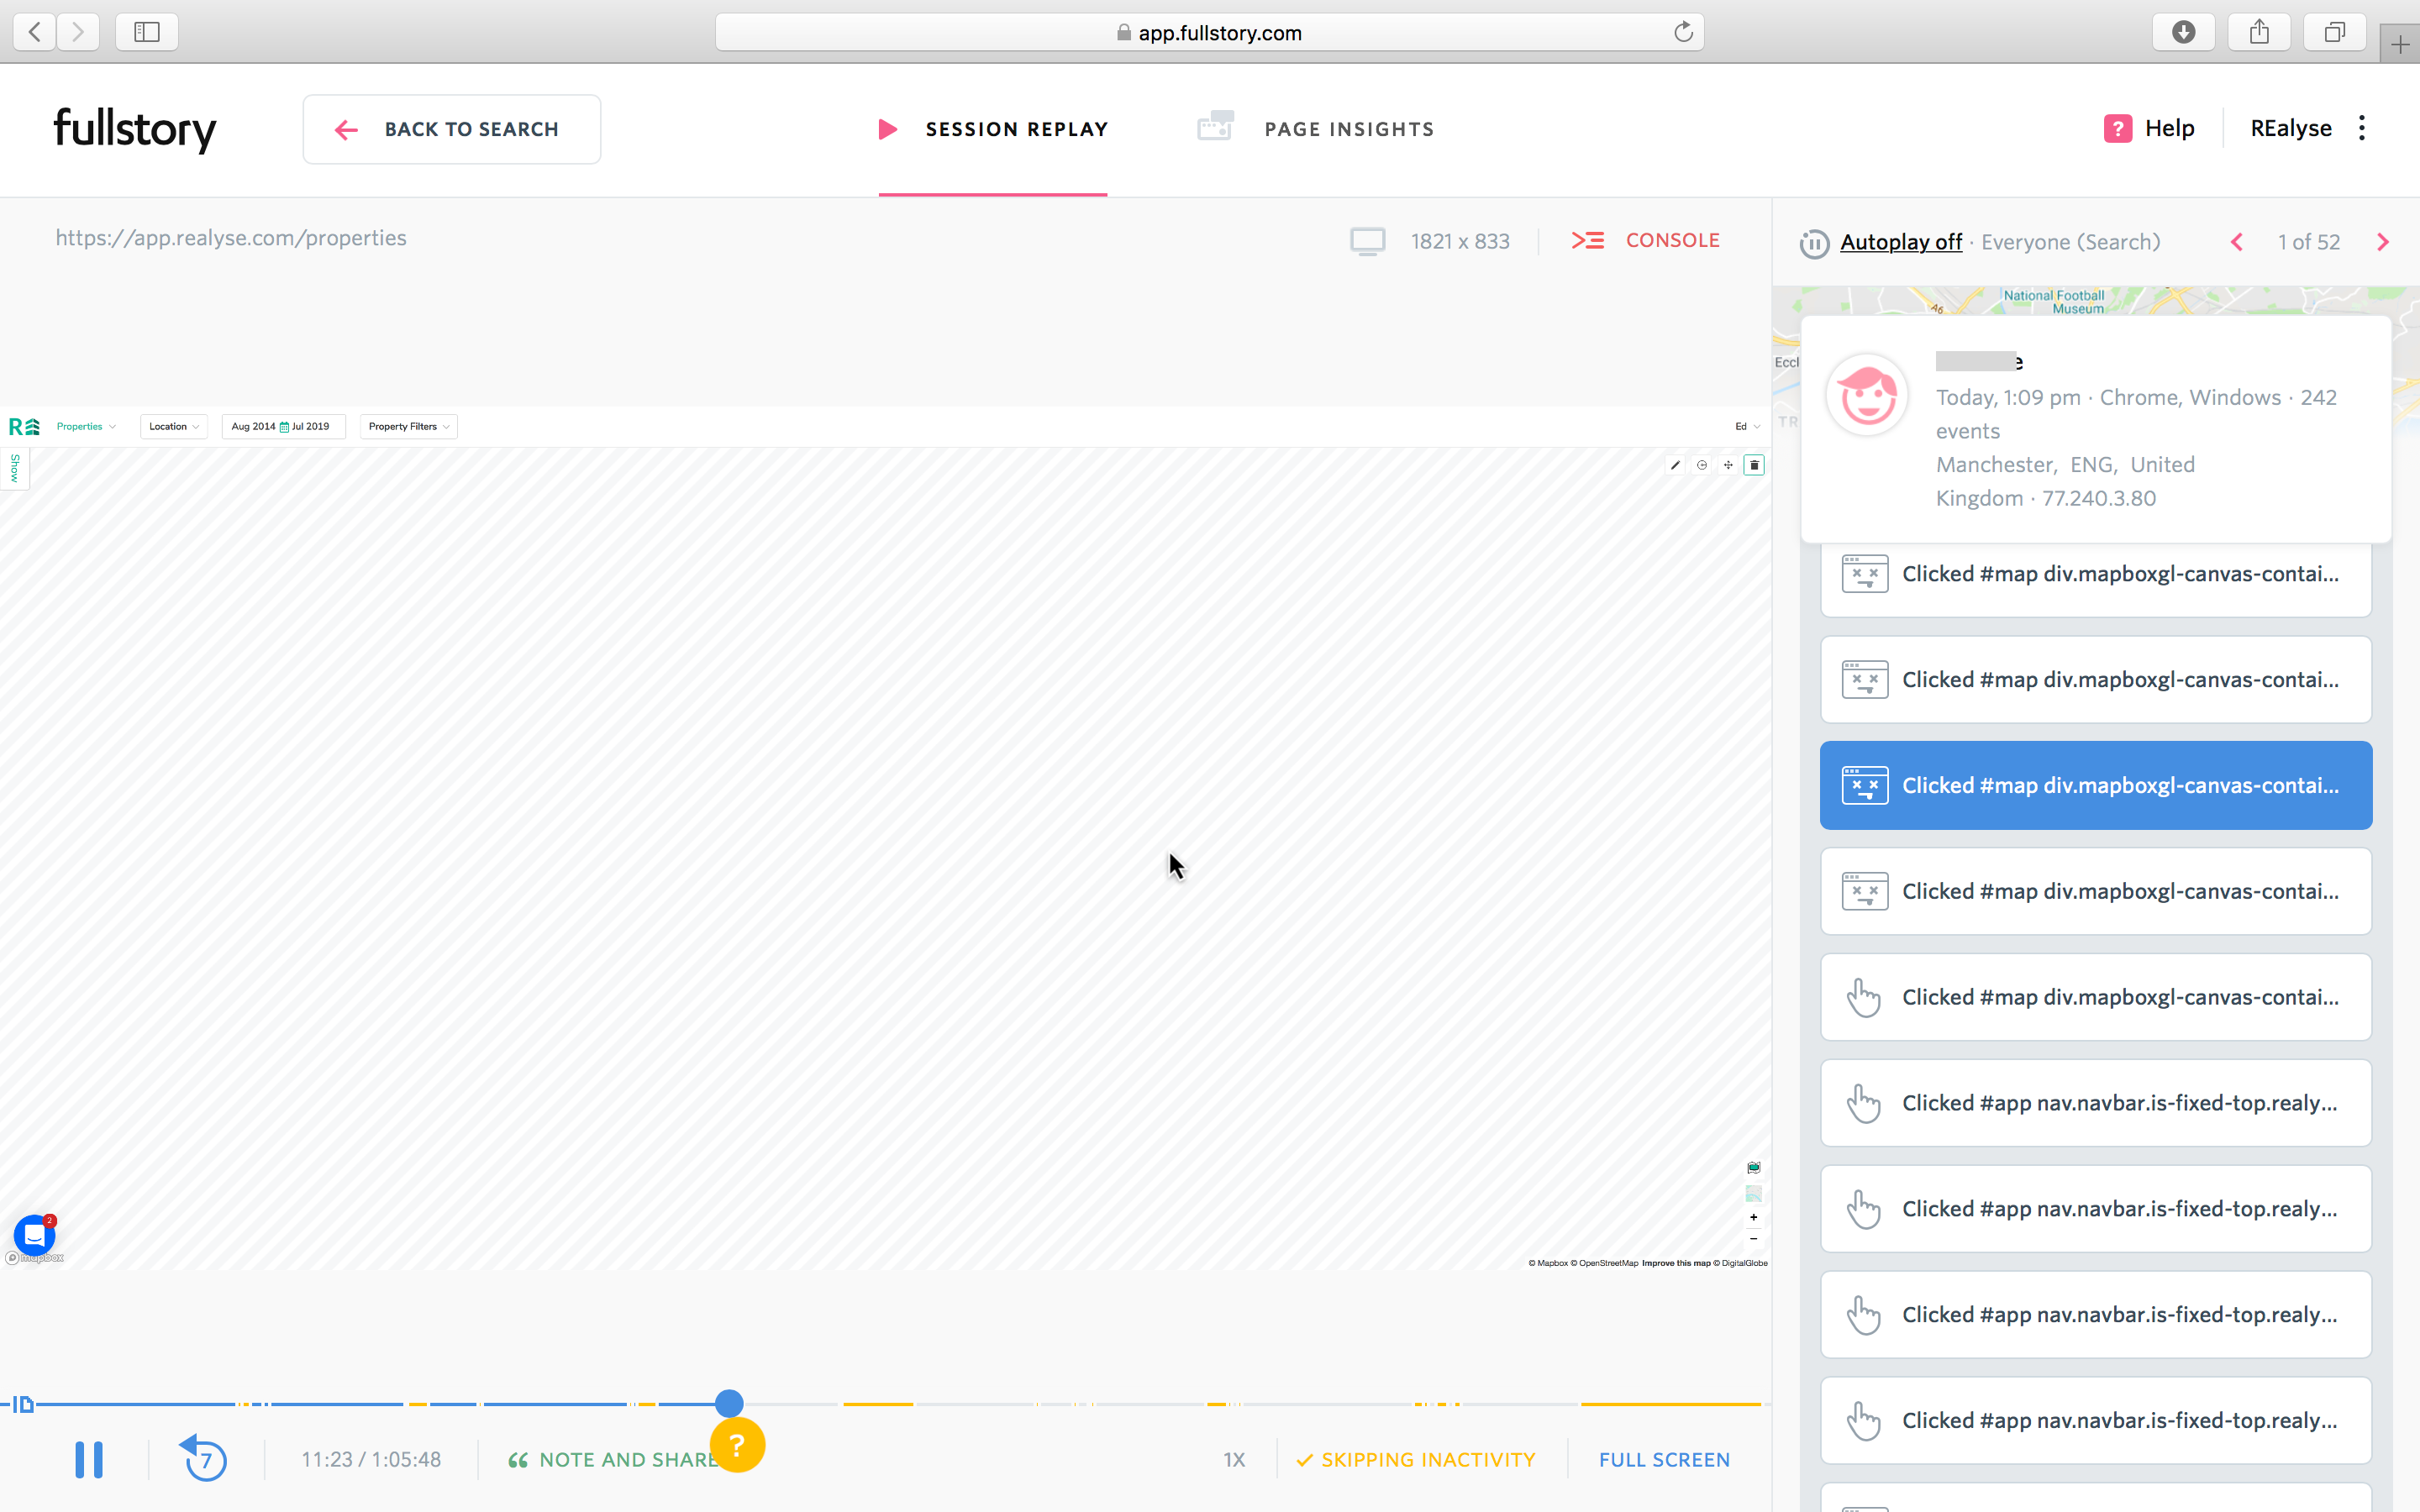 app.fullstory.com
fullstory
BACK TO SEARCH
SESSION REPLAY
PAGE INSIGHTS
? Help
REalyse
https://app.realyse.com/properties
1821 x 833
CONSOLE
Autoplay off · Everyone (Search)
1 of 52
National Football
Museum
A6
Eccl
TR
e
Today, 1:09 pm · Chrome, Windows · 242
events
Manchester, ENG, United
Kingdom · 77.240.3.80
R
Properties
Location
Aug 2014
Jul 2019
Property Filters
Ed
Show
Clicked #map div.mapboxgl-canvas-contai...
Clicked #map div.mapboxgl-canvas-contai...
Clicked #map div.mapboxgl-canvas-contai...
Clicked #map div.mapboxgl-canvas-contai...
Clicked #map div.mapboxgl-canvas-contai...
Clicked #app nav.navbar.is-fixed-top.realy...
Clicked #app nav.navbar.is-fixed-top.realy...
Clicked #app nav.navbar.is-fixed-top.realy...
Clicked #app nav.navbar.is-fixed-top.realy...
2
mapbox
+
−
© Mapbox © OpenStreetMap Improve this map © DigitalGlobe
7
11:23 / 1:05:48
NOTE AND SHARE
?
1X
SKIPPING INACTIVITY
FULL SCREEN